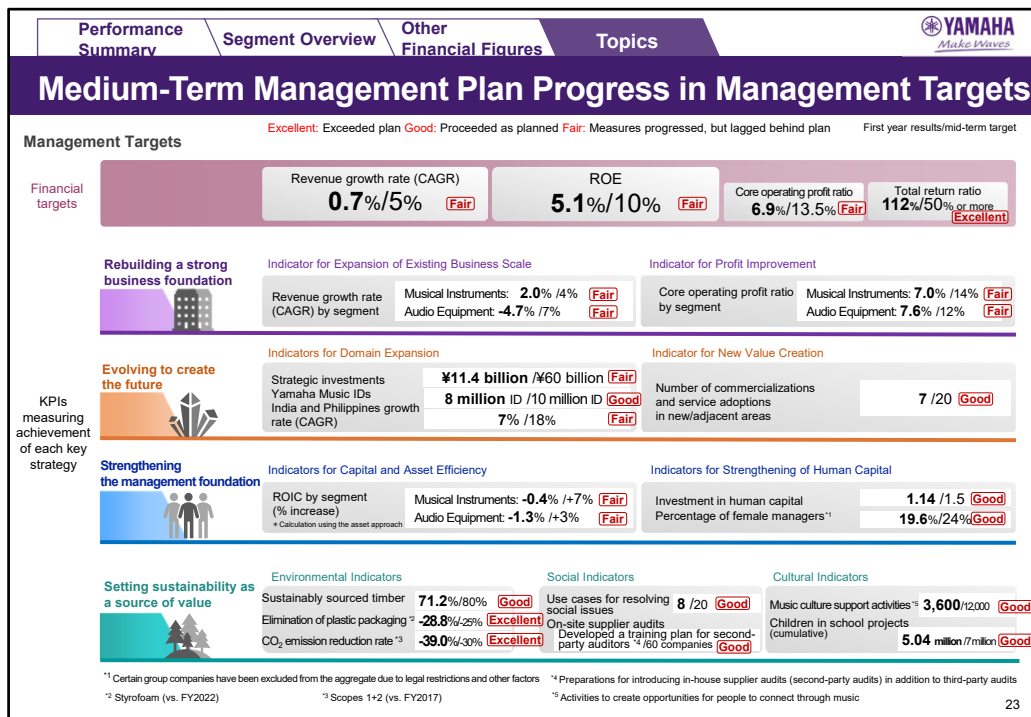 Performance
Summary
Segment Overview
Other
Financial Figures
Topics
YAMAHA
Make Waves
Medium-Term Management Plan Progress in Management Targets
Excellent: Exceeded plan Good: Proceeded as planned Fair: Measures progressed, but lagged behind plan
First year results/mid-term target
Management Targets
Financial
targets
Revenue growth rate (CAGR)
0.7%/5% Fair
ROE
5.1%/10% Fair
Core operating profit ratio
6.9%/13.5% Fair
Total return ratio
112%/50% or more
Excellent
KPIs
measuring
achievement
of each key
strategy
Rebuilding a strong
business foundation
Indicator for Expansion of Existing Business Scale
Revenue growth rate
(CAGR) by segment
Musical Instruments: 2.0% /4% Fair
Audio Equipment: -4.7% /7% Fair
Indicator for Profit Improvement
Core operating profit ratio
by segment
Musical Instruments: 7.0% /14% Fair
Audio Equipment: 7.6% /12% Fair
Evolving to create
the future
Indicators for Domain Expansion
Strategic investments
Yamaha Music IDs
India and Philippines growth
rate (CAGR)
¥11.4 billion /¥60 billion Fair
8 million ID /10 million ID Good
7% /18% Fair
Indicator for New Value Creation
Number of commercializations
and service adoptions
in new/adjacent areas
7 /20 Good
Strengthening
the management foundation
Indicators for Capital and Asset Efficiency
ROIC by segment
(% increase)
* Calculation using the asset approach
Musical Instruments: -0.4% /+7% Fair
Audio Equipment: -1.3% /+3% Fair
Indicators for Strengthening of Human Capital
Investment in human capital
1.14 /1.5 Good
Percentage of female managers*1
19.6%/24% Good
Setting sustainability as
a source of value
Environmental Indicators
Sustainably sourced timber 71.2%/80% Good
Elimination of plastic packaging *2 -28.8%/-25% Excellent
CO2 emission reduction rate *3 -39.0%/-30% Excellent
Social Indicators
Use cases for resolving
social issues
8 /20 Good
On-site supplier audits
Developed a training plan for second-
party auditors *4 /60 companies Good
Cultural Indicators
Music culture support activities *5 3,600/12,000 Good
Children in school projects
(cumulative)
5.04 million /7 million Good
*1 Certain group companies have been excluded from the aggregate due to legal restrictions and other factors
*4 Preparations for introducing in-house supplier audits (second-party audits) in addition to third-party audits
*2 Styrofoam (vs. FY2022)
*3 Scopes 1+2 (vs. FY2017)
*5 Activities to create opportunities for people to connect through music
23